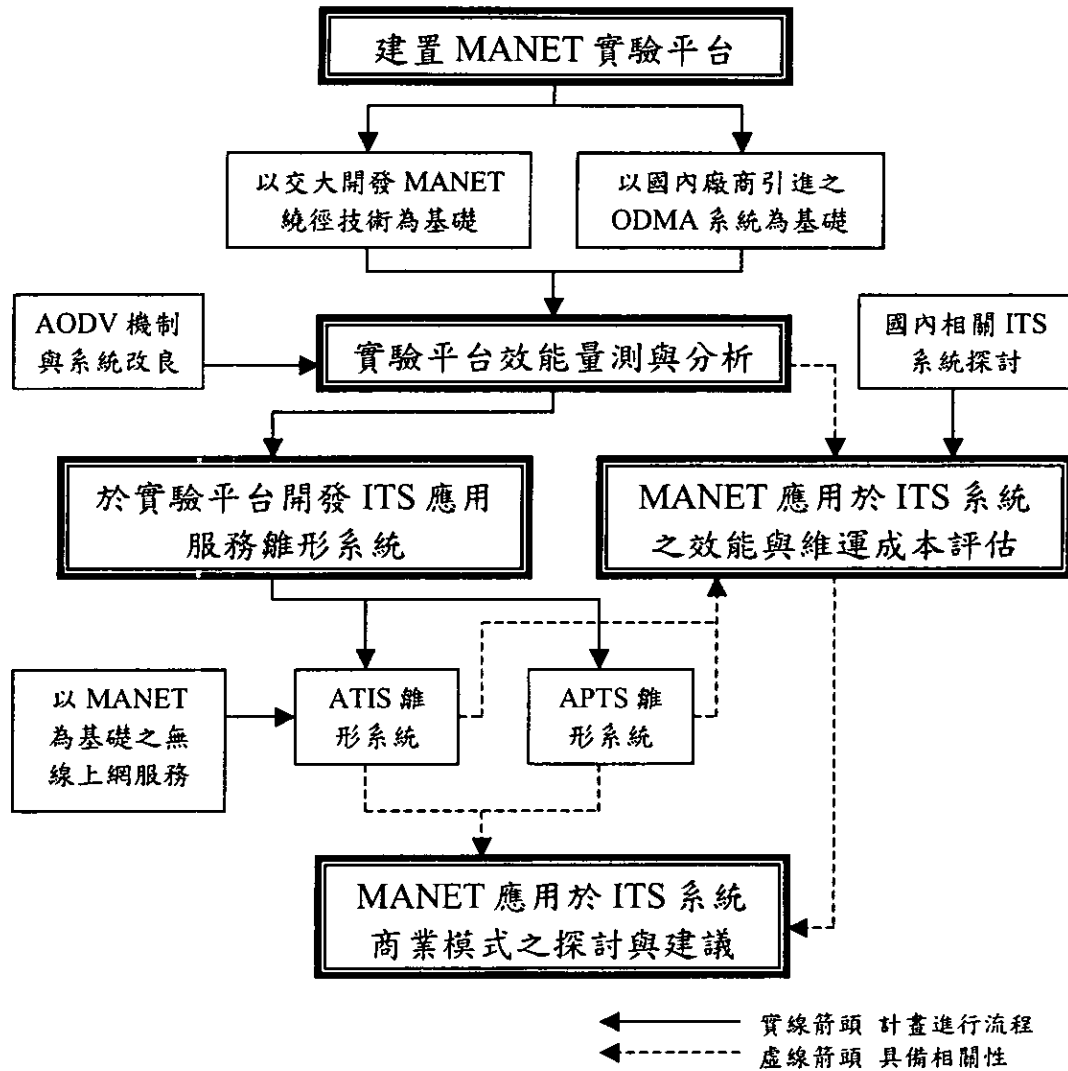 建置 MANET 實驗平台
以交大開發 MANET
繞徑技術為基礎
以國內廠商引進之
ODMA 系統為基礎
AODV 機制
與系統改良
實驗平台效能量測與分析
國內相關 ITS
系統探討
於實驗平台開發 ITS 應用
服務雛形系統
MANET 應用於 ITS 系統
之效能與維運成本評估
以 MANET
為基礎之無
線上網服務
ATIS 雛
形系統
APTS 雛
形系統
MANET 應用於 ITS 系統
商業模式之探討與建議
實線箭頭 計畫進行流程
虛線箭頭 具備相關性